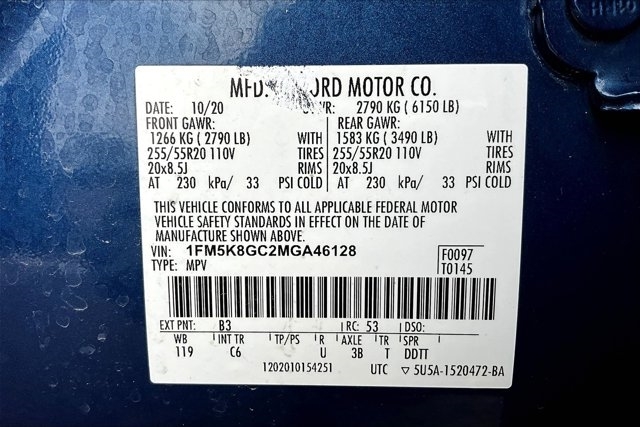 MFD. ORD MOTOR CO.
DATE: 10/20 WR: 2790 KG ( 6150 LB)
FRONT GAWR: REAR GAWR:
1266 KG ( 2790 LB) WITH 1583 KG ( 3490 LB) WITH
255/55R20 110V TIRES 255/55R20 110V TIRES
20x8.5J RIMS 20x8.5J RIMS
AT 230 kPa/ 33 PSI COLD AT 230 kPa/ 33 PSI COLD
THIS VEHICLE CONFORMS TO ALL APPLICABLE FEDERAL MOTOR
VEHICLE SAFETY STANDARDS IN EFFECT ON THE DATE OF
MANUFACTURE SHOWN ABOVE.
VIN: 1FM5K8GC2MGA46128 F0097
TYPE: MPV T0145
EXT PNT: B3 RC: 53 DSO:
WB INT TR TP/PS R AXLE TR SPR
119 C6 U 3B T DDTT
1202010154251 UTC ▽ 5U5A-1520472-BA